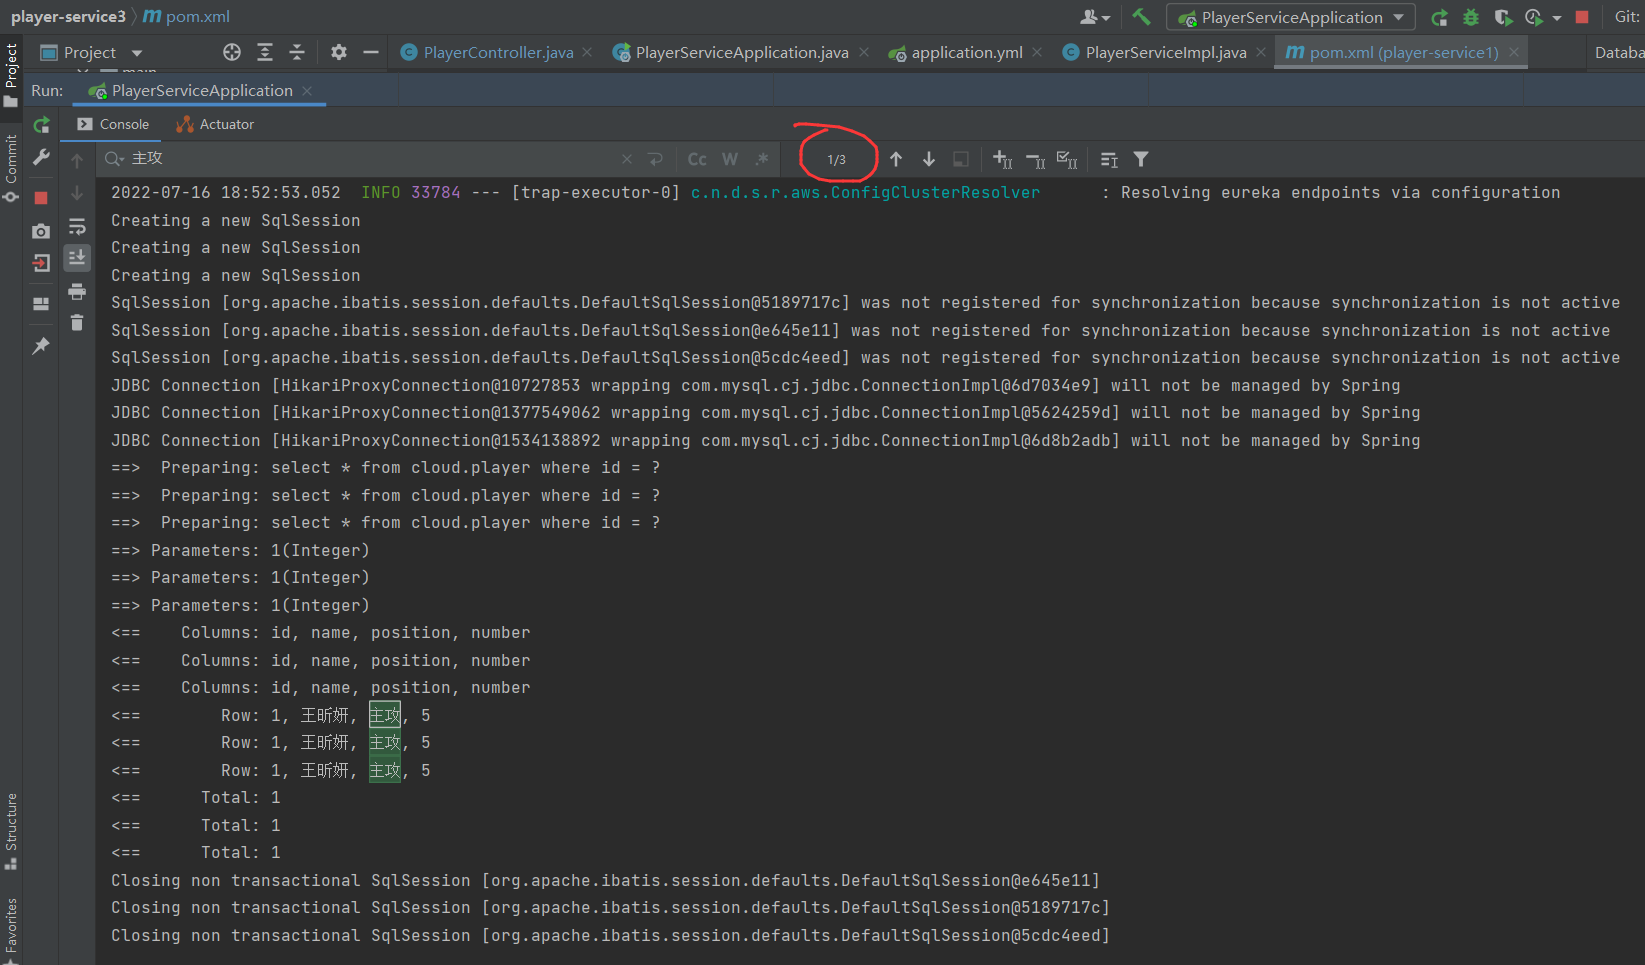 player-service3 〉 m pom.xml
PlayerServiceApplication
Git:
Project
PlayerController.java
PlayerServiceApplication.java
application.yml
PlayerServiceImpl.java
pom.xml (player-service1)
Databa
Run: PlayerServiceApplication
Console Actuator
主攻
Cc W .*
1/3
2022-07-16 18:52:53.052  INFO 33784 --- [trap-executor-0] c.n.d.s.r.aws.ConfigClusterResolver      : Resolving eureka endpoints via configuration
Creating a new SqlSession
Creating a new SqlSession
Creating a new SqlSession
SqlSession [org.apache.ibatis.session.defaults.DefaultSqlSession@5189717c] was not registered for synchronization because synchronization is not active
SqlSession [org.apache.ibatis.session.defaults.DefaultSqlSession@e645e11] was not registered for synchronization because synchronization is not active
SqlSession [org.apache.ibatis.session.defaults.DefaultSqlSession@5cdc4eed] was not registered for synchronization because synchronization is not active
JDBC Connection [HikariProxyConnection@10727853 wrapping com.mysql.cj.jdbc.ConnectionImpl@6d7034e9] will not be managed by Spring
JDBC Connection [HikariProxyConnection@1377549062 wrapping com.mysql.cj.jdbc.ConnectionImpl@5624259d] will not be managed by Spring
JDBC Connection [HikariProxyConnection@1534138892 wrapping com.mysql.cj.jdbc.ConnectionImpl@6d8b2adb] will not be managed by Spring
==>  Preparing: select * from cloud.player where id = ?
==>  Preparing: select * from cloud.player where id = ?
==>  Preparing: select * from cloud.player where id = ?
==> Parameters: 1(Integer)
==> Parameters: 1(Integer)
==> Parameters: 1(Integer)
<==    Columns: id, name, position, number
<==    Columns: id, name, position, number
<==    Columns: id, name, position, number
<==        Row: 1, 王昕妍, 主攻, 5
<==        Row: 1, 王昕妍, 主攻, 5
<==        Row: 1, 王昕妍, 主攻, 5
<==      Total: 1
<==      Total: 1
<==      Total: 1
Closing non transactional SqlSession [org.apache.ibatis.session.defaults.DefaultSqlSession@e645e11]
Closing non transactional SqlSession [org.apache.ibatis.session.defaults.DefaultSqlSession@5189717c]
Closing non transactional SqlSession [org.apache.ibatis.session.defaults.DefaultSqlSession@5cdc4eed]
Project
Commit
Structure
Favorites